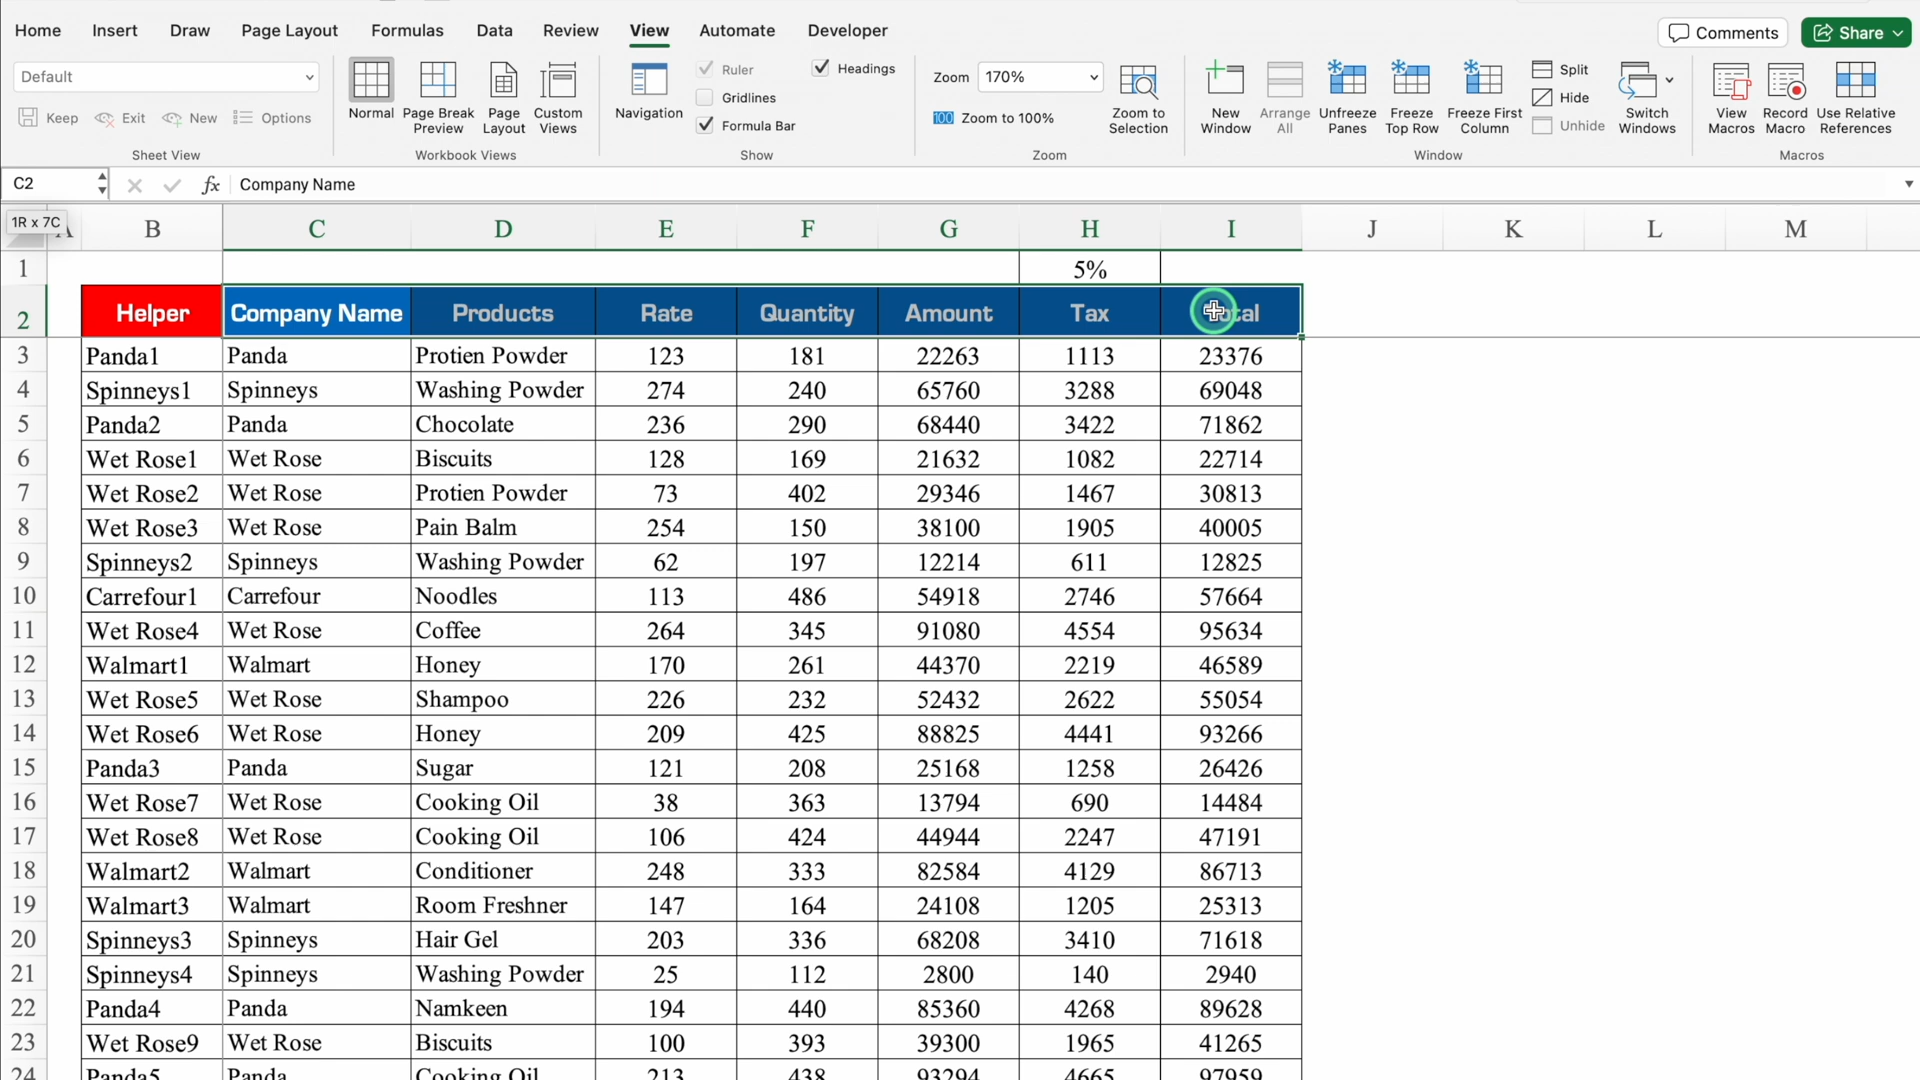 Home Insert Draw Page Layout Formulas Data Review View Automate Developer Comments Share
Default
Keep Exit New Options
Sheet View
Normal
Page Break Preview
Page Layout
Custom Views
Workbook Views
Navigation
Ruler Headings
Gridlines
Formula Bar
Show
Zoom 170%
100 Zoom to 100%
Zoom to Selection
Zoom
New Window
Arrange All
Unfreeze Panes
Freeze Top Row
Freeze First Column
Split
Hide
Unhide
Switch Windows
Window
View Macros
Record Macro
Use Relative References
Macros
C2 fx Company Name
1R x 7C
A B C D E F G H I J K L M
1 5%
2 Helper Company Name Products Rate Quantity Amount Tax Total
3 Panda1 Panda Protien Powder 123 181 22263 1113 23376
4 Spinneys1 Spinneys Washing Powder 274 240 65760 3288 69048
5 Panda2 Panda Chocolate 236 290 68440 3422 71862
6 Wet Rose1 Wet Rose Biscuits 128 169 21632 1082 22714
7 Wet Rose2 Wet Rose Protien Powder 73 402 29346 1467 30813
8 Wet Rose3 Wet Rose Pain Balm 254 150 38100 1905 40005
9 Spinneys2 Spinneys Washing Powder 62 197 12214 611 12825
10 Carrefour1 Carrefour Noodles 113 486 54918 2746 57664
11 Wet Rose4 Wet Rose Coffee 264 345 91080 4554 95634
12 Walmart1 Walmart Honey 170 261 44370 2219 46589
13 Wet Rose5 Wet Rose Shampoo 226 232 52432 2622 55054
14 Wet Rose6 Wet Rose Honey 209 425 88825 4441 93266
15 Panda3 Panda Sugar 121 208 25168 1258 26426
16 Wet Rose7 Wet Rose Cooking Oil 38 363 13794 690 14484
17 Wet Rose8 Wet Rose Cooking Oil 106 424 44944 2247 47191
18 Walmart2 Walmart Conditioner 248 333 82584 4129 86713
19 Walmart3 Walmart Room Freshner 147 164 24108 1205 25313
20 Spinneys3 Spinneys Hair Gel 203 336 68208 3410 71618
21 Spinneys4 Spinneys Washing Powder 25 112 2800 140 2940
22 Panda4 Panda Namkeen 194 440 85360 4268 89628
23 Wet Rose9 Wet Rose Biscuits 100 393 39300 1965 41265
24 Panda5 Panda Cooking Oil 213 438 93294 4665 97959